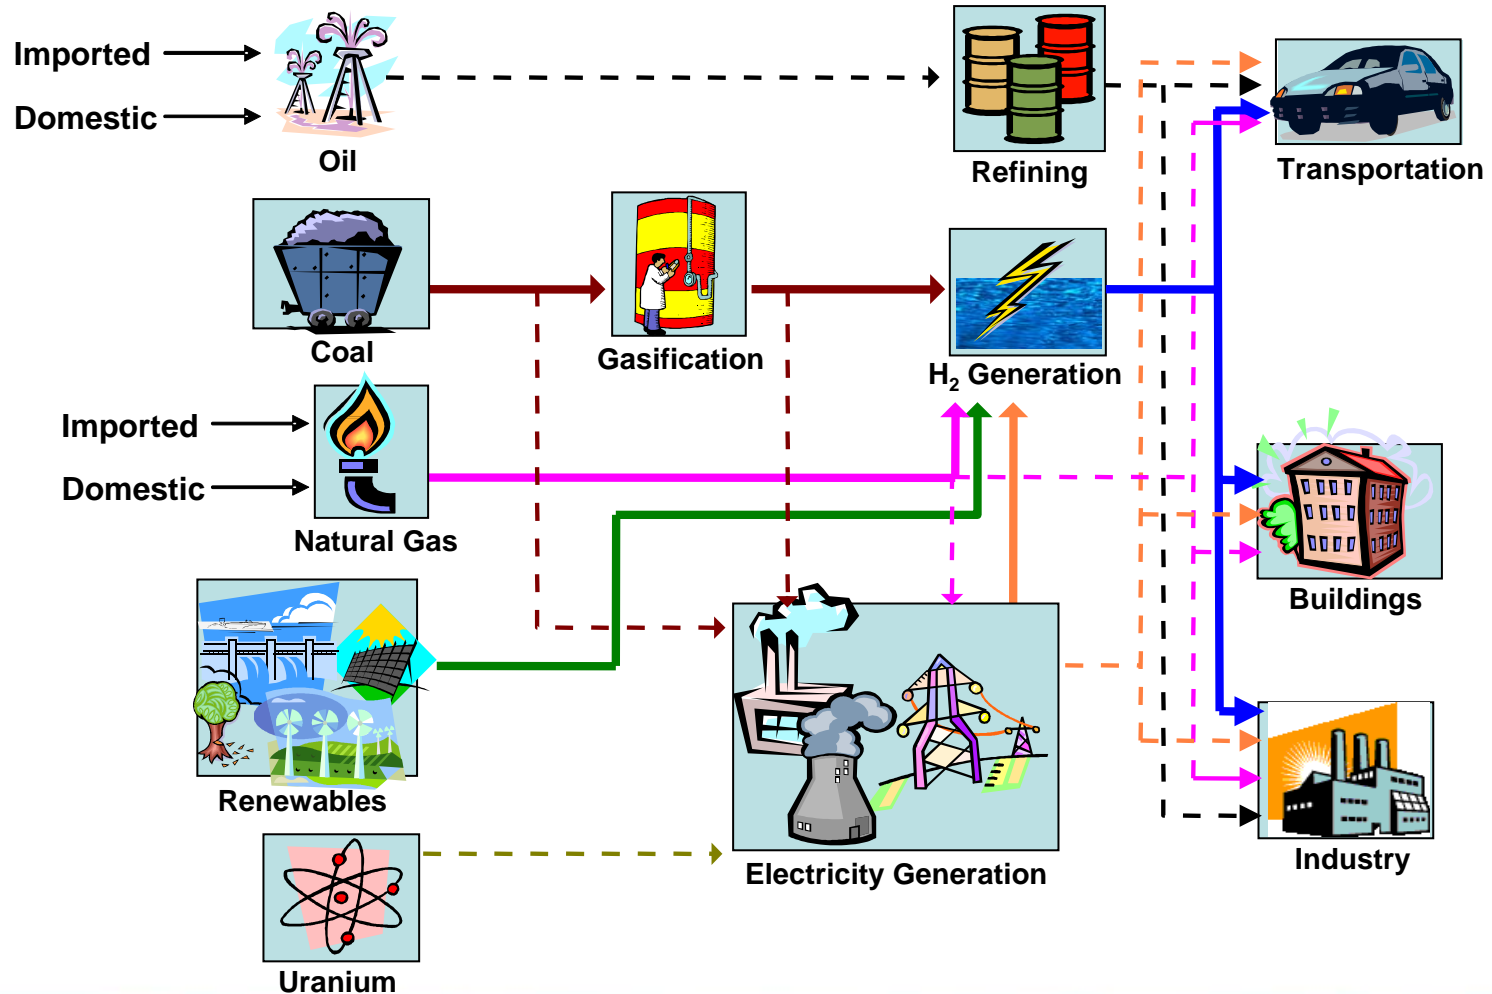 Imported
Domestic
Oil
Refining
Transportation
Coal
Gasification
H₂ Generation
Imported
Domestic
Natural Gas
Buildings
Renewables
Electricity Generation
Industry
Uranium